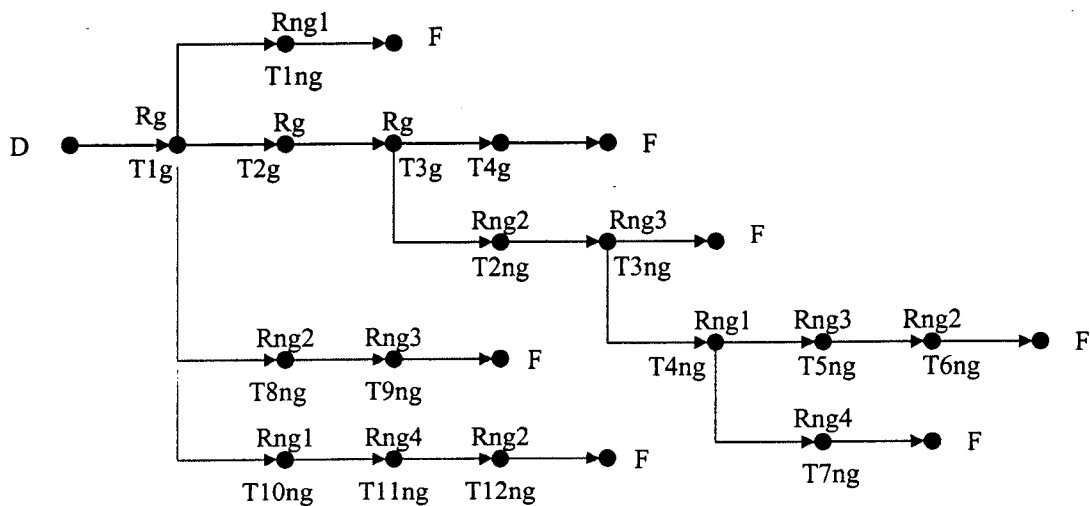 Rng1 F
T1ng
Rg Rg Rg
D F
T1g T2g T3g T4g
Rng2 Rng3 F
T2ng T3ng
Rng1 Rng3 Rng2
F
T4ng T5ng T6ng
Rng2 Rng3
F
T8ng T9ng
Rng4 F
T7ng
Rng1 Rng4 Rng2
F
T10ng T11ng T12ng